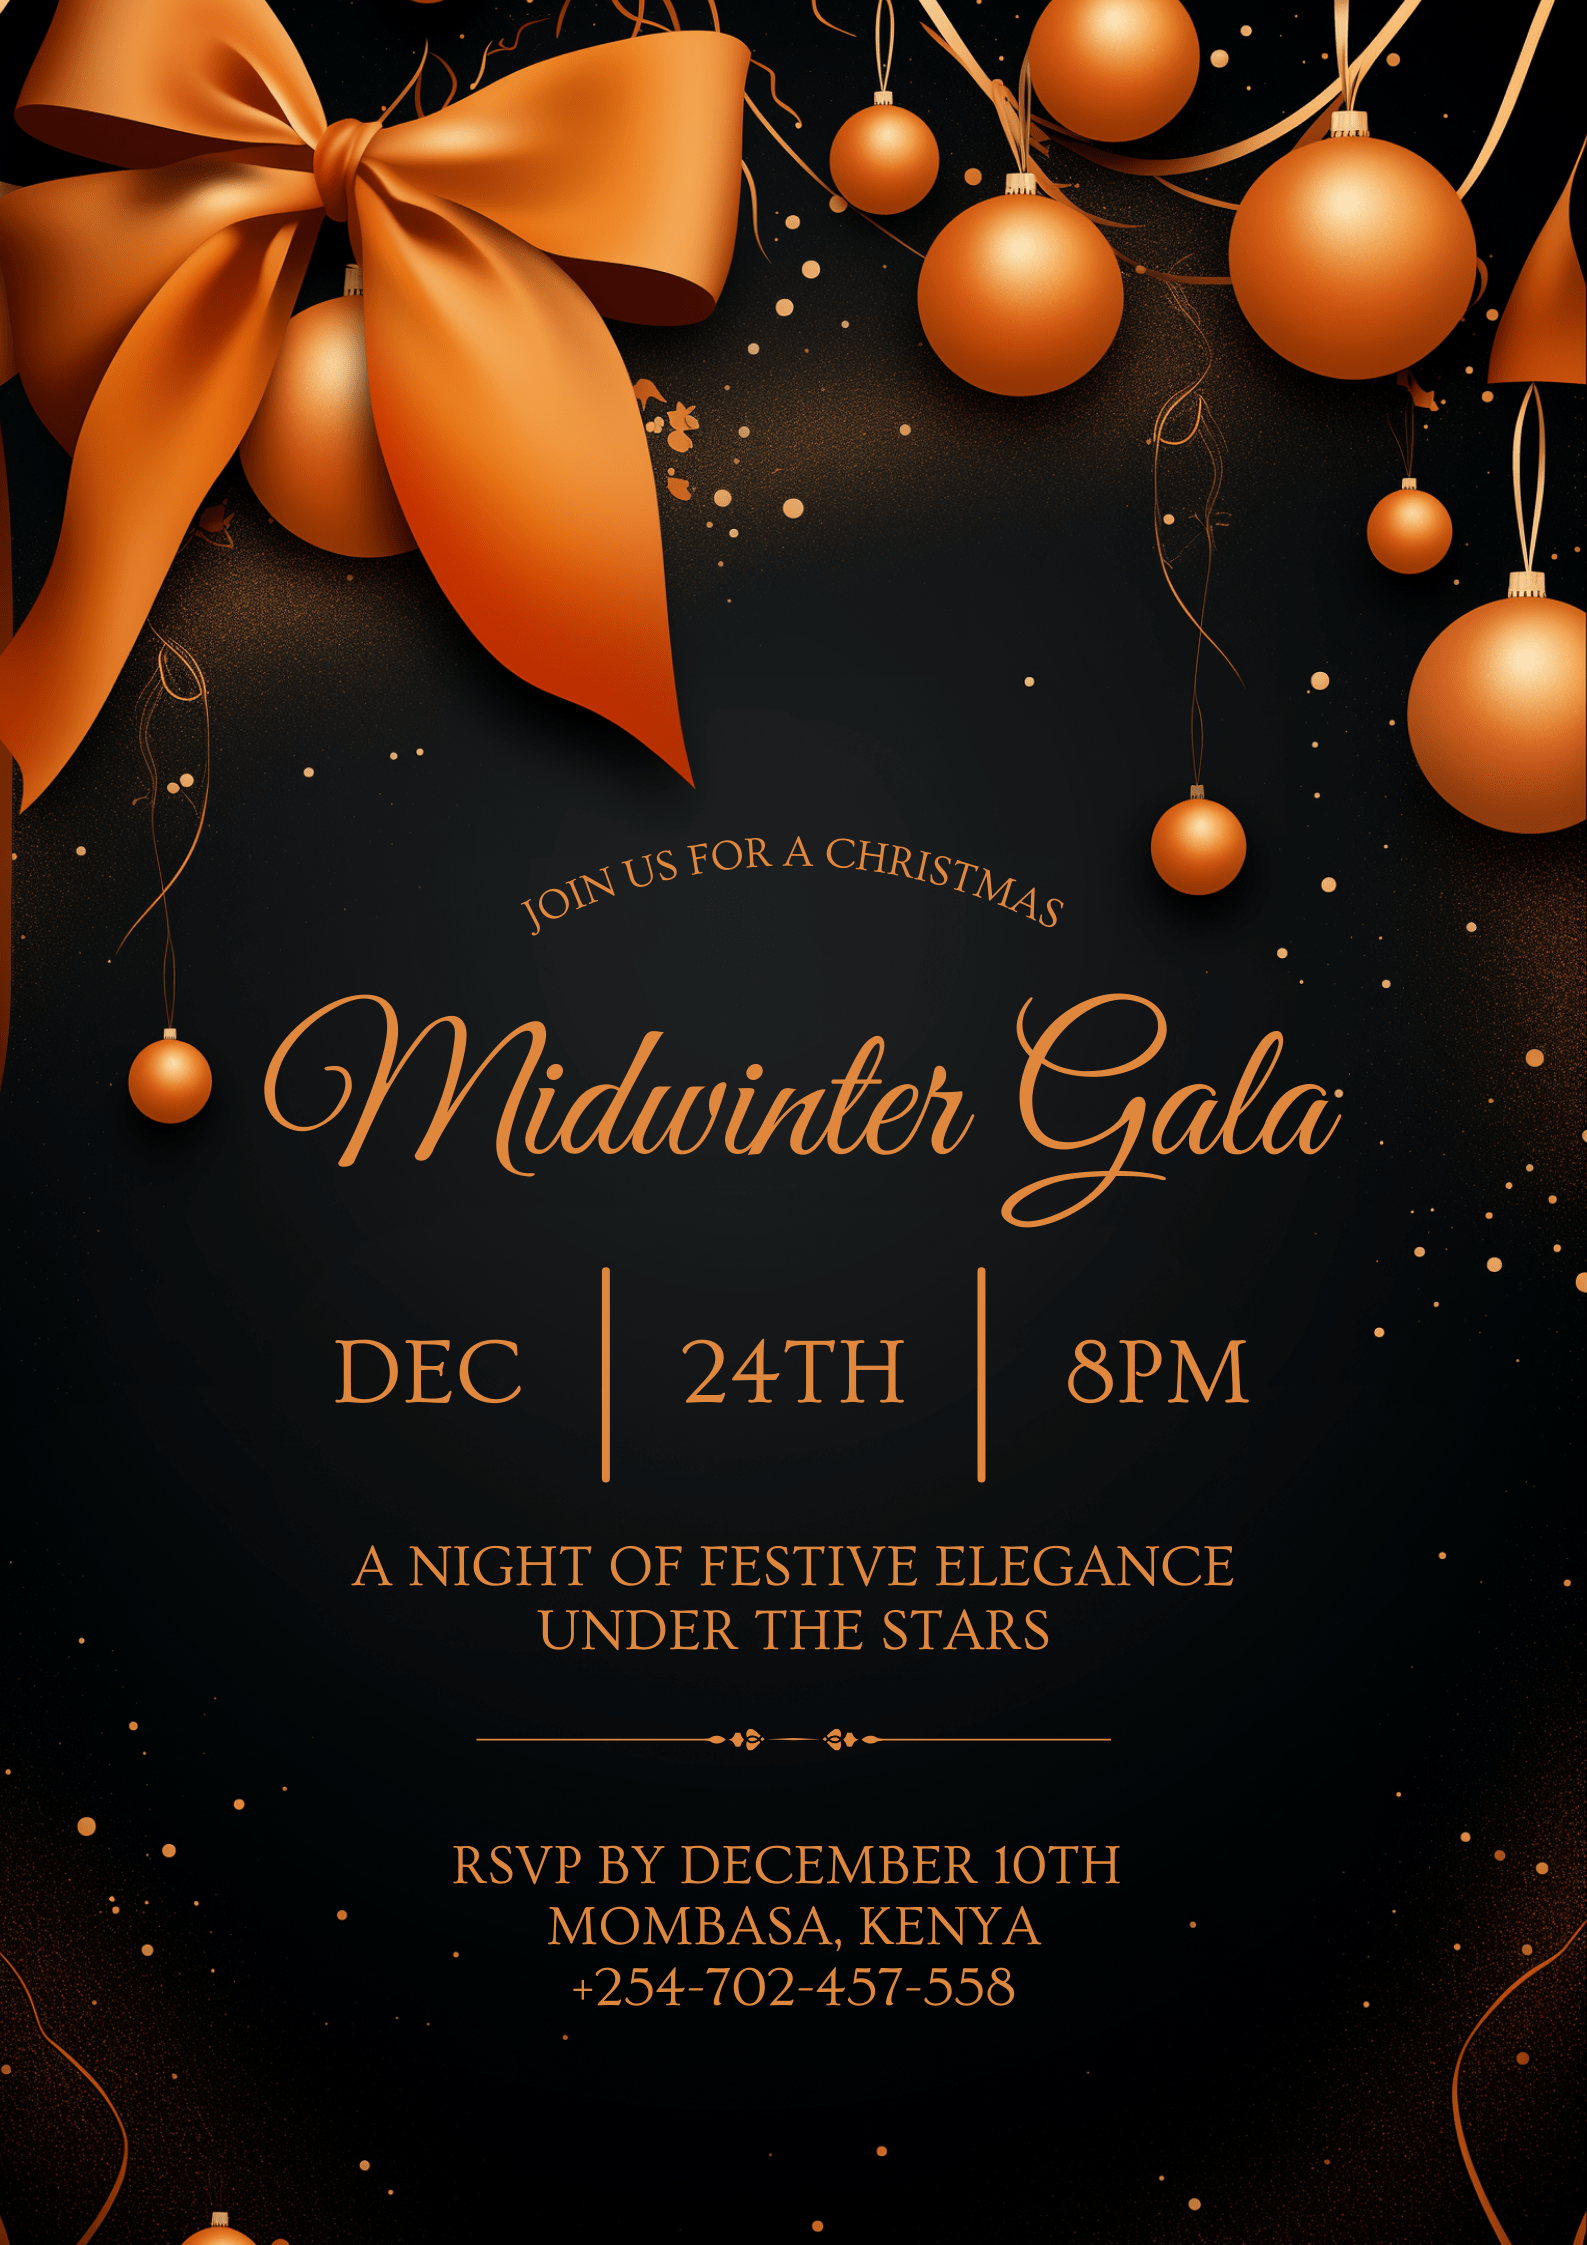 JOIN US FOR A CHRISTMAS
Midwinter Gala
DEC 24TH 8PM
A NIGHT OF FESTIVE ELEGANCE
UNDER THE STARS
RSVP BY DECEMBER 10TH
MOMBASA, KENYA
+254-702-457-558